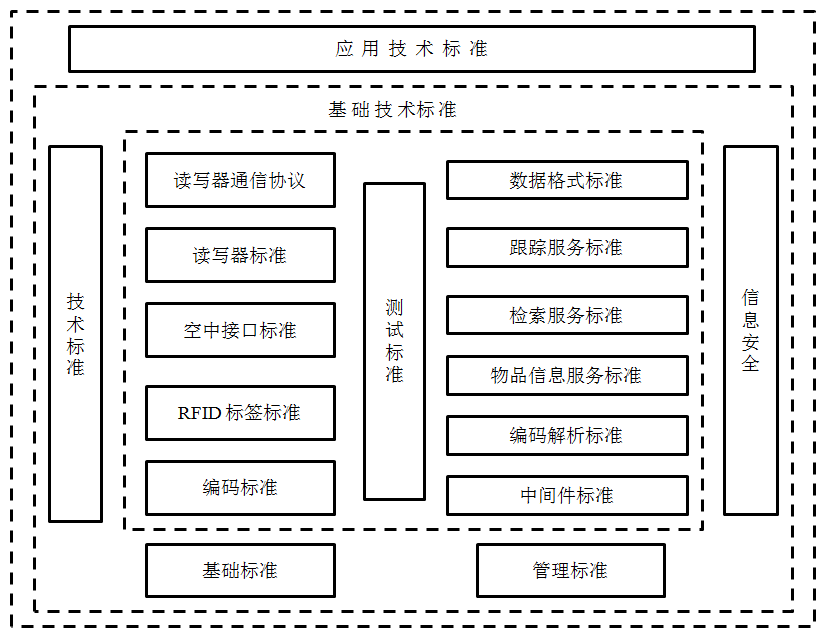 应用技术标准
基础技术标准
技术标准
读写器通信协议
读写器标准
空中接口标准
RFID 标签标准
编码标准
测试标准
数据格式标准
跟踪服务标准
检索服务标准
物品信息服务标准
编码解析标准
中间件标准
信息安全
基础标准
管理标准